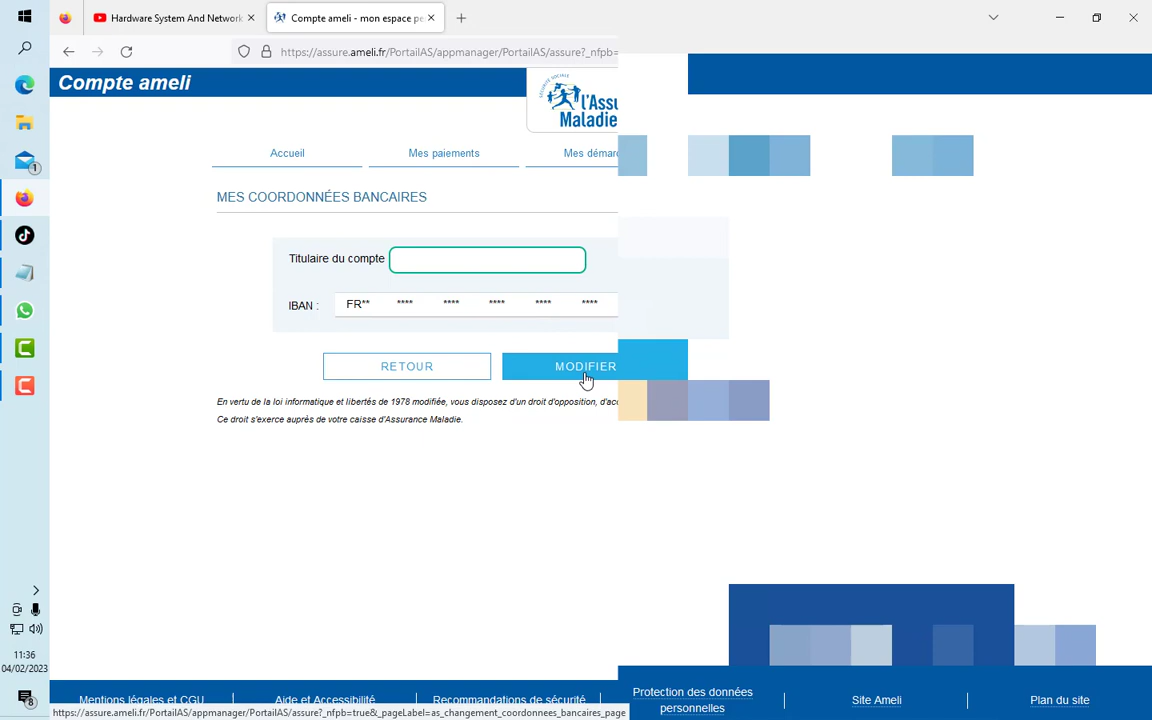 Hardware System And Network
Compte ameli - mon espace pe
https://assure.ameli.fr/PortailAS/appmanager/PortailAS/assure?_nfpb=
Compte ameli
SÉCURITÉ SOCIALE
l'Assu
Maladie
Accueil
Mes paiements
Mes démar
MES COORDONNÉES BANCAIRES
Titulaire du compte
IBAN : FR** **** **** **** **** ****
RETOUR
MODIFIER
En vertu de la loi informatique et libertés de 1978 modifiée, vous disposez d'un droit d'opposition, d'acc
Ce droit s'exerce auprès de votre caisse d'Assurance Maladie.
1
11:36
04/02/2023
8
Mentions légales et CGU
Aide et Accessibilité
Recommandations de sécurité
Protection des données
personnelles
Site Ameli
Plan du site
https://assure.ameli.fr/PortailAS/appmanager/PortailAS/assure?_nfpb=true&_pageLabel=as_changement_coordonnees_bancaires_page